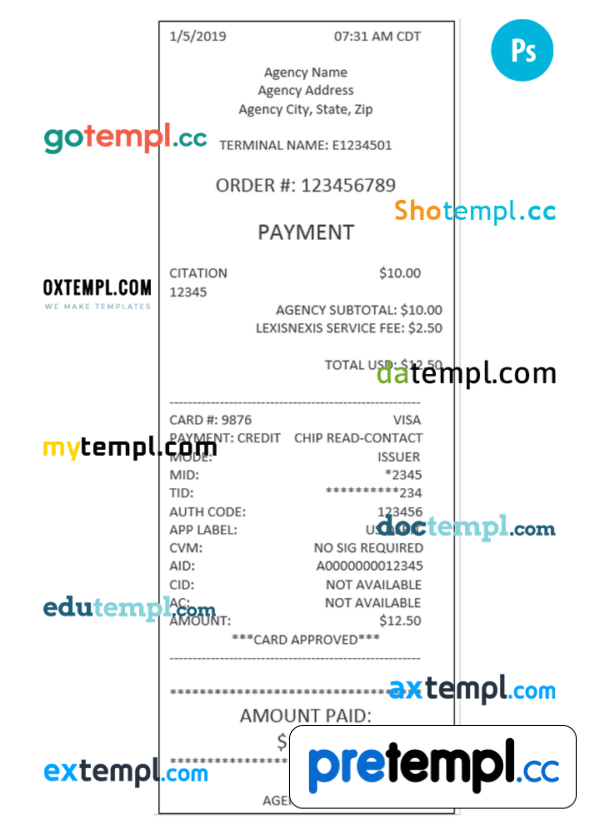 1/5/2019 07:31 AM CDT
Ps
Agency Name
Agency Address
Agency City, State, Zip
gotempl.cc
TERMINAL NAME: E1234501
ORDER #: 123456789
Shotempl.cc
PAYMENT
CITATION $10.00
12345
OXTEMPL.COM
WE MAKE TEMPLATES
AGENCY SUBTOTAL: $10.00
LEXISNEXIS SERVICE FEE: $2.50
TOTAL USD: $12.50
datempl.com
CARD #: 9876 VISA
PAYMENT: CREDIT CHIP READ-CONTACT
mytempl.com
MODE: ISSUER
MID: *2345
TID: **********234
AUTH CODE: 123456
APP LABEL: US
doctempl.com
CVM: NO SIG REQUIRED
AID: A0000000012345
CID: NOT AVAILABLE
AC: NOT AVAILABLE
edutempl.com
AMOUNT: $12.50
***CARD APPROVED***
axtempl.com
AMOUNT PAID:
$
extempl.com
pretempl.cc